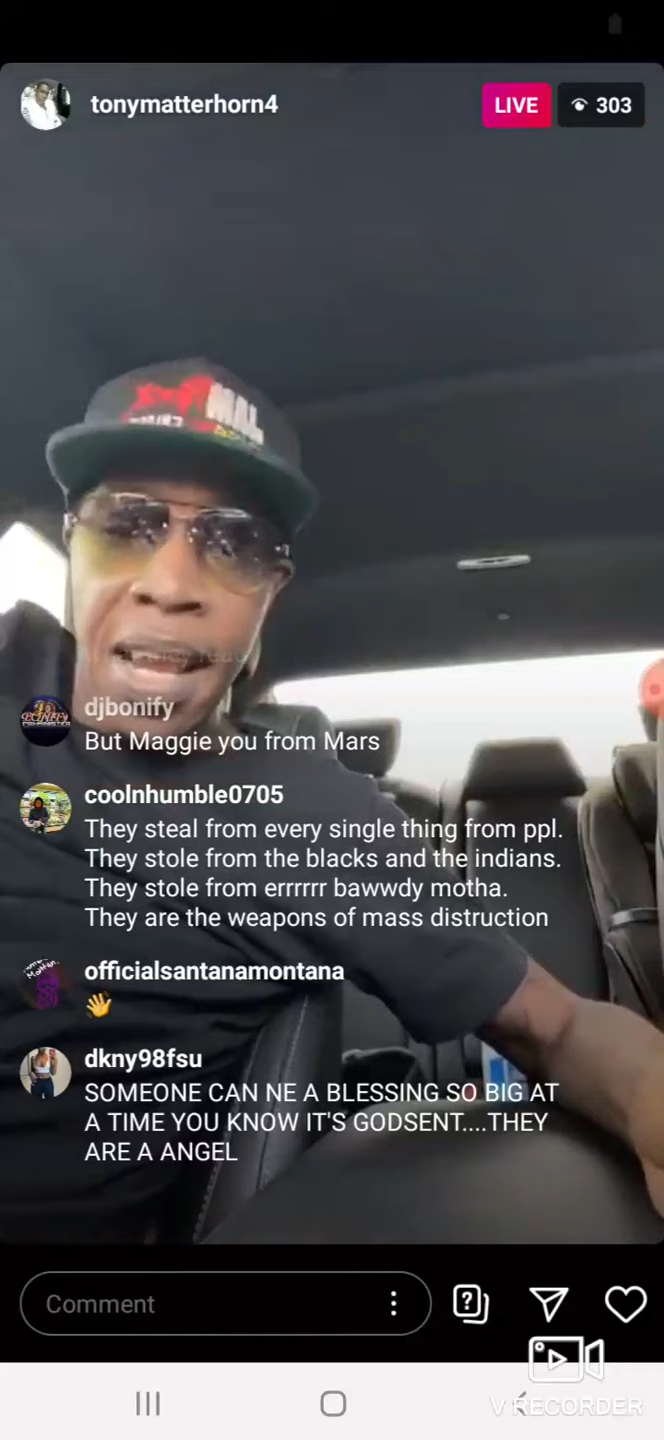 tonymatterhorn4
LIVE
303
MAL
djbonify
But Maggie you from Mars
coolnhumble0705
They steal from every single thing from ppl.
They stole from the blacks and the indians.
They stole from errrrrr bawwdy motha.
They are the weapons of mass distruction
officialsantanamontana
dkny98fsu
SOMEONE CAN NE A BLESSING SO BIG AT
A TIME YOU KNOW IT'S GODSENT....THEY
ARE A ANGEL
Comment
V RECORDER